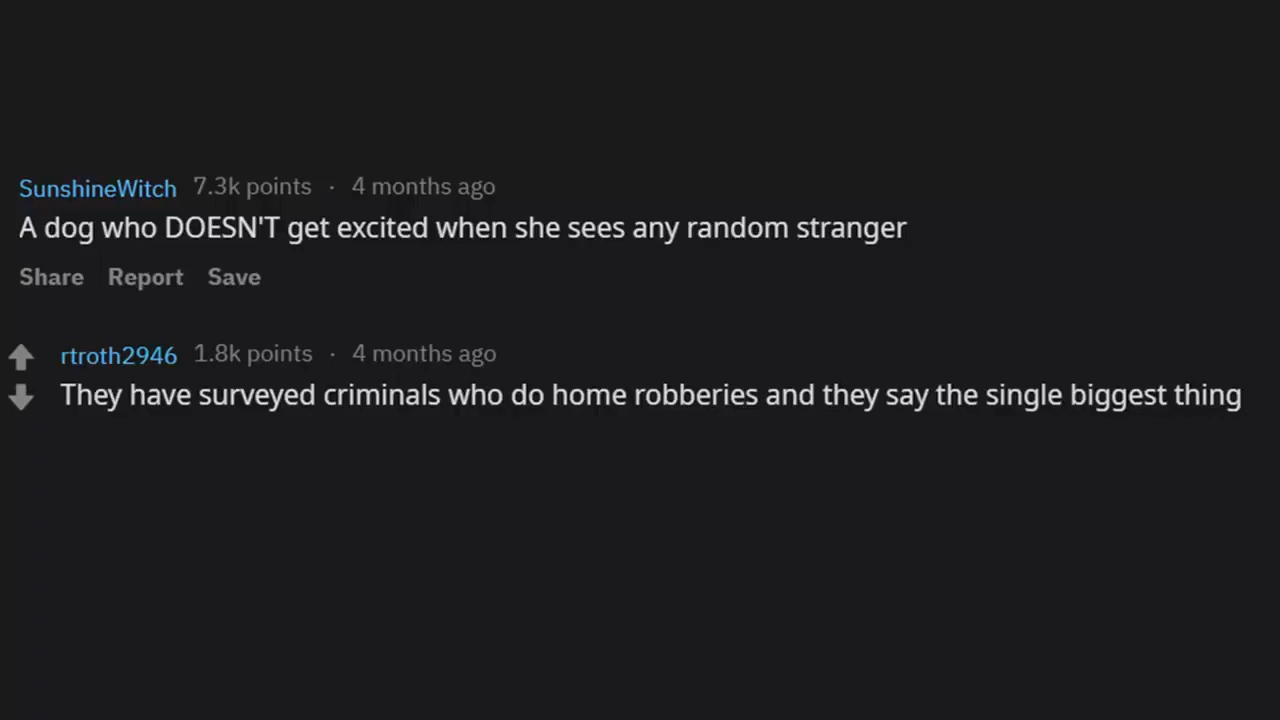 SunshineWitch 7.3k points · 4 months ago
A dog who DOESN'T get excited when she sees any random stranger
Share Report Save
rtroth2946 1.8k points · 4 months ago
They have surveyed criminals who do home robberies and they say the single biggest thing